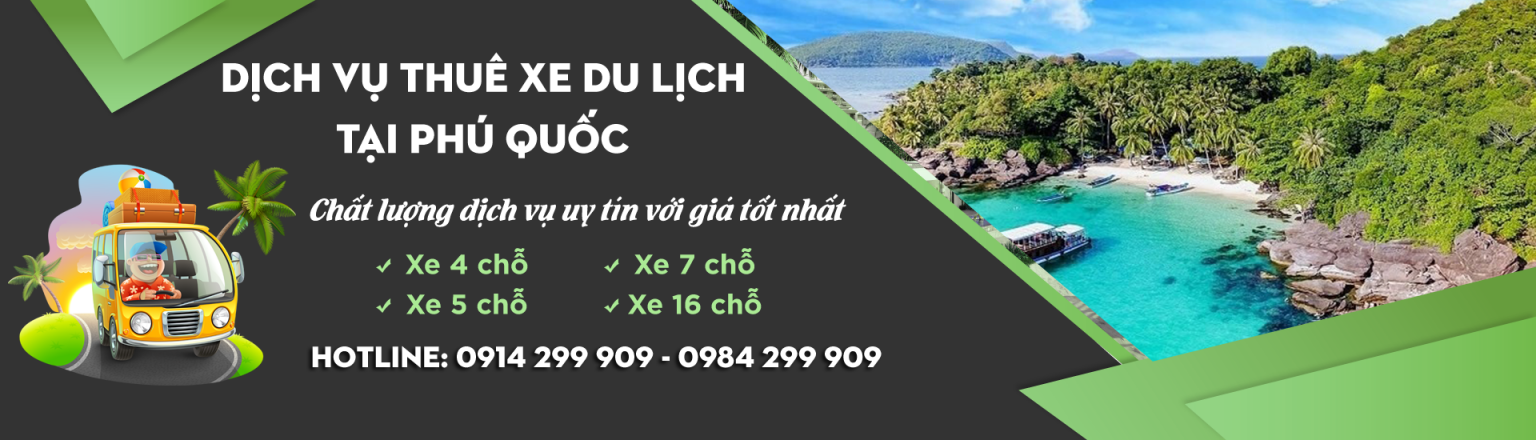 DỊCH VỤ THUÊ XE DU LỊCH
TẠI PHÚ QUỐC
Chất lượng dịch vụ uy tín với giá tốt nhất
Xe 4 chỗ
Xe 7 chỗ
Xe 5 chỗ
Xe 16 chỗ
HOTLINE: 0914 299 909 - 0984 299 909